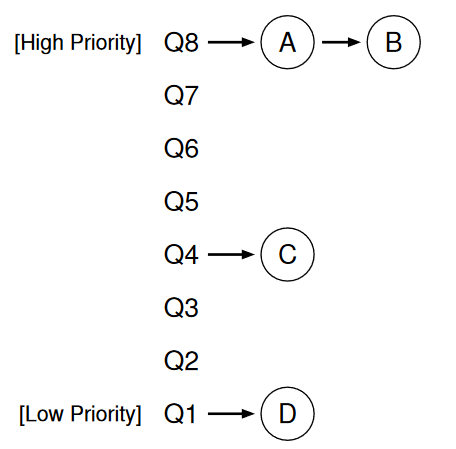 [High Priority] Q8 A B
Q7
Q6
Q5
Q4 C
Q3
Q2
[Low Priority] Q1 D